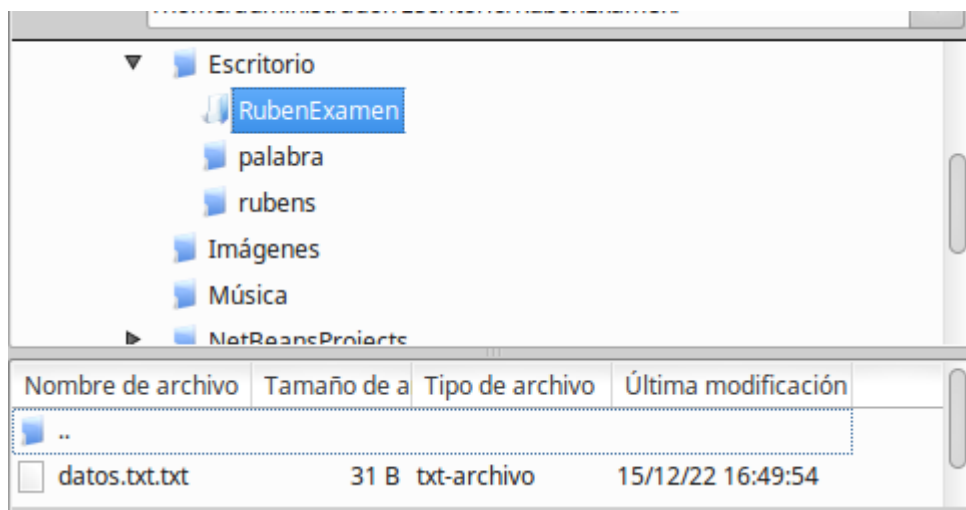 Escritorio
RubenExamen
palabra
rubens
Imágenes
Música
NetBeansProjects
Nombre de archivo Tamaño de a Tipo de archivo Última modificación
..
datos.txt.txt 31 B txt-archivo 15/12/22 16:49:54